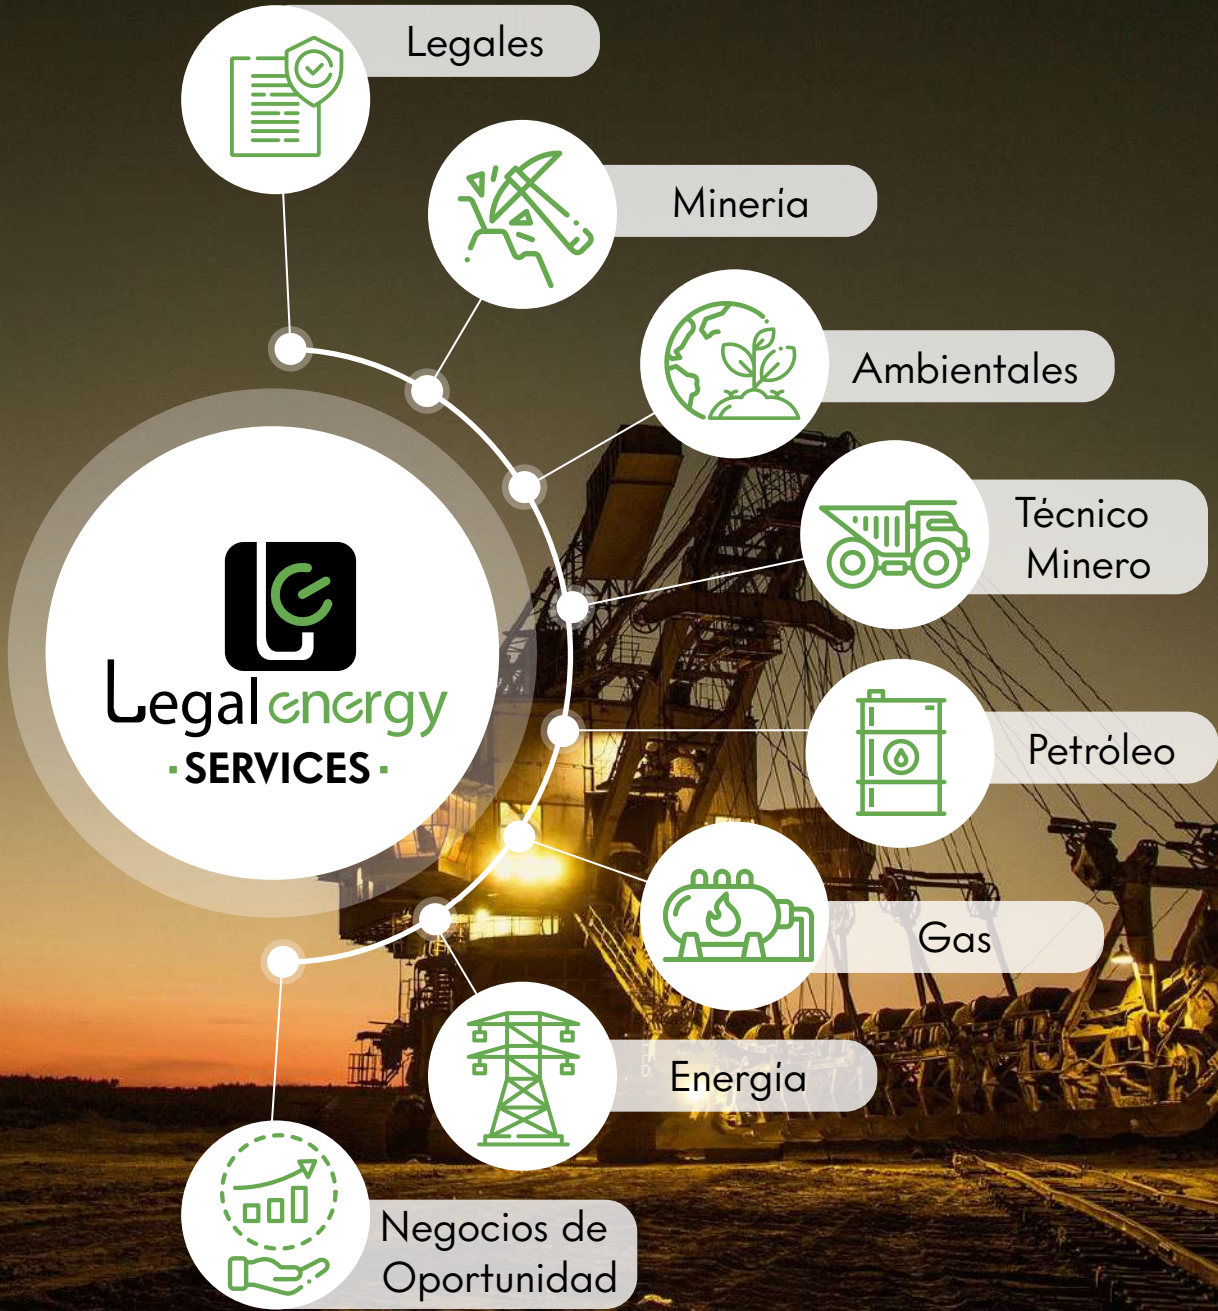 Legales
Minería
Ambientales
Técnico
Minero
Legal energy
·SERVICES·
Petróleo
Gas
Energía
Negocios de
Oportunidad